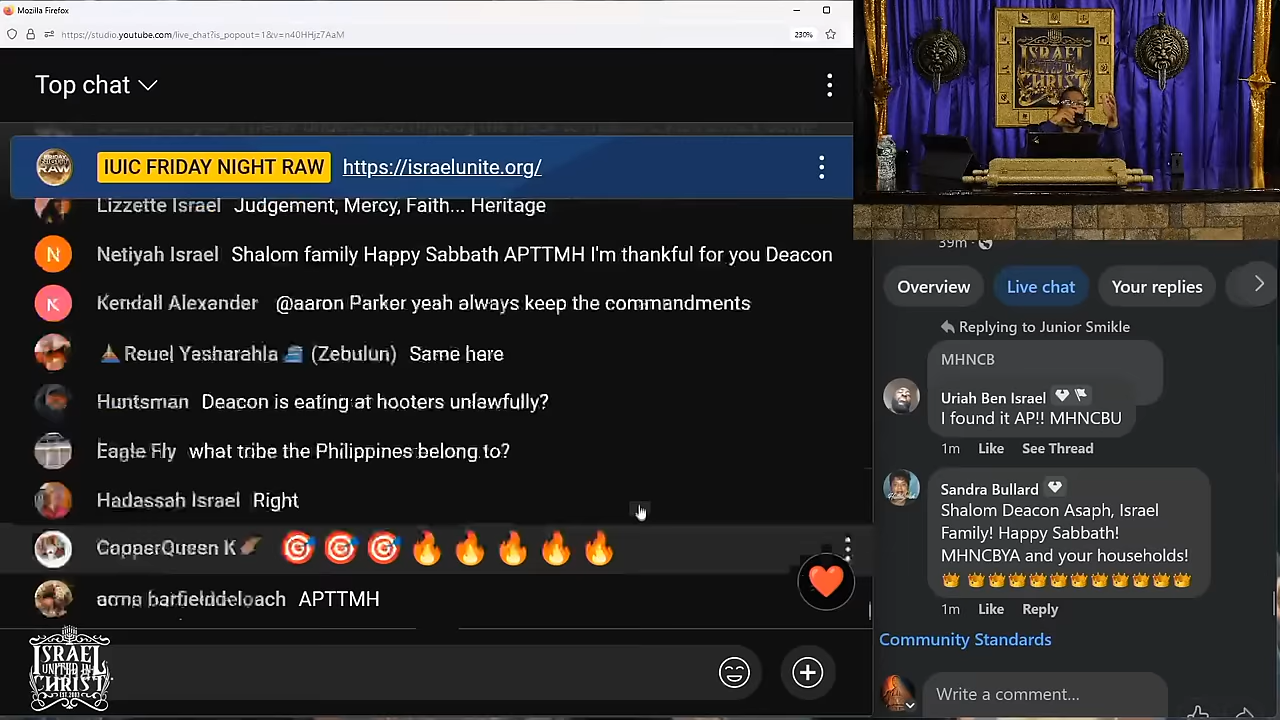 Mozilla Firefox
https://studio.youtube.com/live_chat?is_popout=1&v=n40HHjz7AaM
230%
Top chat
IUIC FRIDAY NIGHT RAW https://israelunite.org/
Lizzette Israel Judgement, Mercy, Faith... Heritage
Netiyah Israel Shalom family Happy Sabbath APTTMH I'm thankful for you Deacon
Kendall Alexander @aaron Parker yeah always keep the commandments
Reuel Yasharahla (Zebulun) Same here
Huntsman Deacon is eating at hooters unlawfully?
Eagle Fly what tribe the Philippines belong to?
Hadassah Israel Right
CopperQueen K 🎯🎯🎯🔥🔥🔥🔥🔥
barfielddeloach APTTMH
ISRAEL
UNITED IN
CHRIST
EST. 2003
ISRAEL
UNITED IN
CHRIST
39m
Overview
Live chat
Your replies
Replying to Junior Smikle
MHNCB
Uriah Ben Israel
I found it AP!! MHNCBU
1m Like See Thread
Sandra Bullard
Shalom Deacon Asaph, Israel
Family! Happy Sabbath!
MHNCBYA and your households!
👑 👑👑👑👑👑👑👑👑👑👑
1m Like Reply
Community Standards
Write a comment...